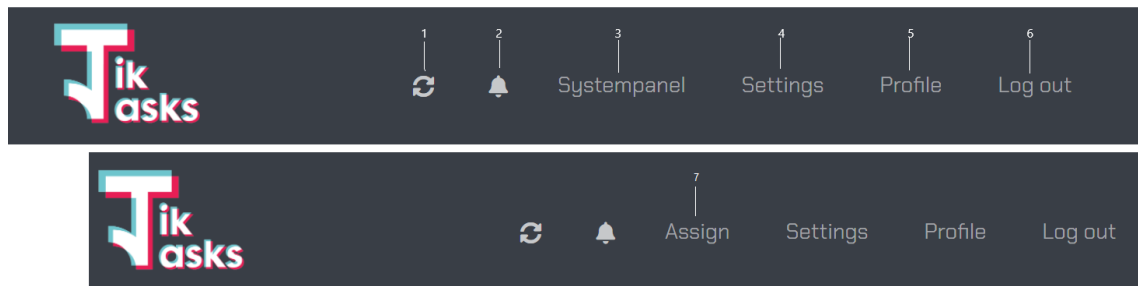 1 2 3 4 5 6
Tik Tasks Systempanel Settings Profile Log out
7
Tik Tasks Assign Settings Profile Log out